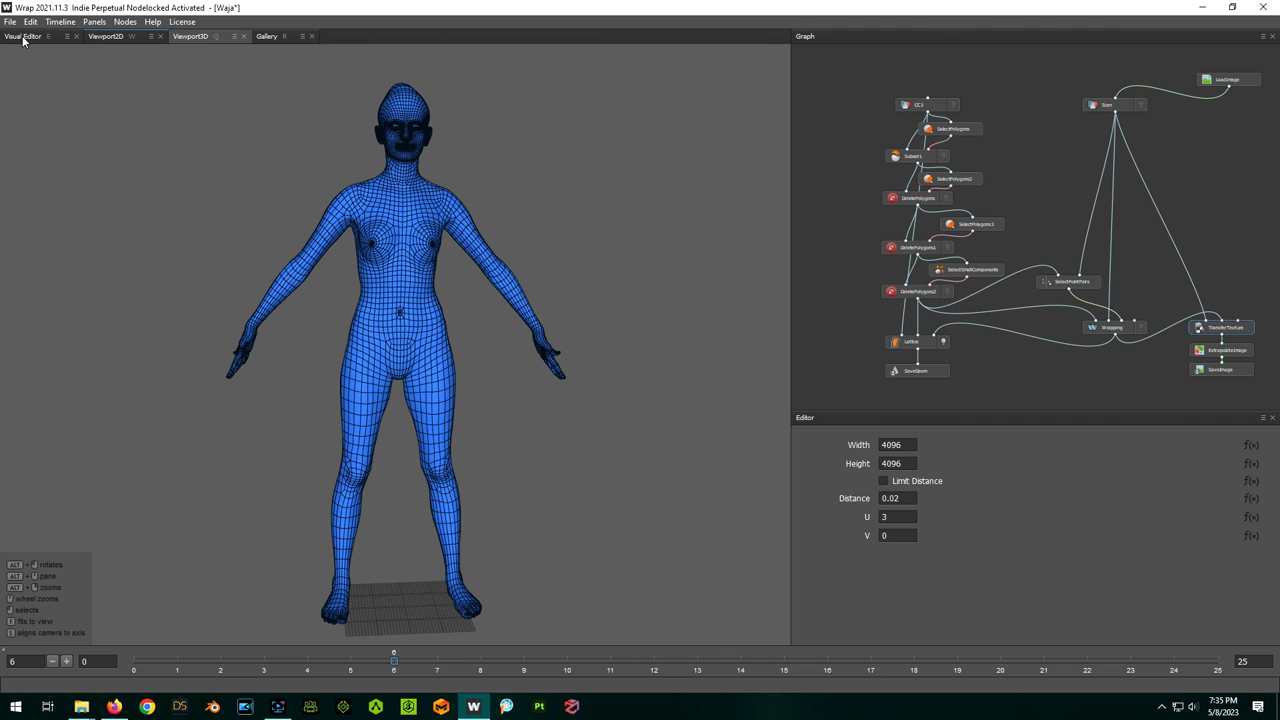 Wrap 2021.11.3  Indie Perpetual Nodelocked Activated  - [Waja*]
File Edit Timeline Panels Nodes Help License
Visual Editor E Viewport2D W Viewport3D Q Gallery R
Graph
LoadImage
CC3
Scan
SelectPolygons
Subset1
SelectPolygons2
DeletePolygons
SelectPolygons3
DeletePolygons1
SelectSmallComponents
SelectPointPairs
DeletePolygons2
Wrapping
TransferTexture
Lattice
ExtrapolateImage
SaveGeom
SaveImage
Editor
Width 4096
Height 4096
Limit Distance
Distance 0.02
U 3
V 0
ƒ(×)
ƒ(×)
ƒ(×)
ƒ(×)
ƒ(×)
ƒ(×)
ALT + rotates
ALT + pans
ALT + zooms
wheel zooms
selects
F fits to view
S aligns camera to axis
6
6 − + 0 25
0 1 2 3 4 5 6 7 8 9 10 11 12 13 14 15 16 17 18 19 20 21 22 23 24 25
DS W Pt
7:35 PM
5/8/2023